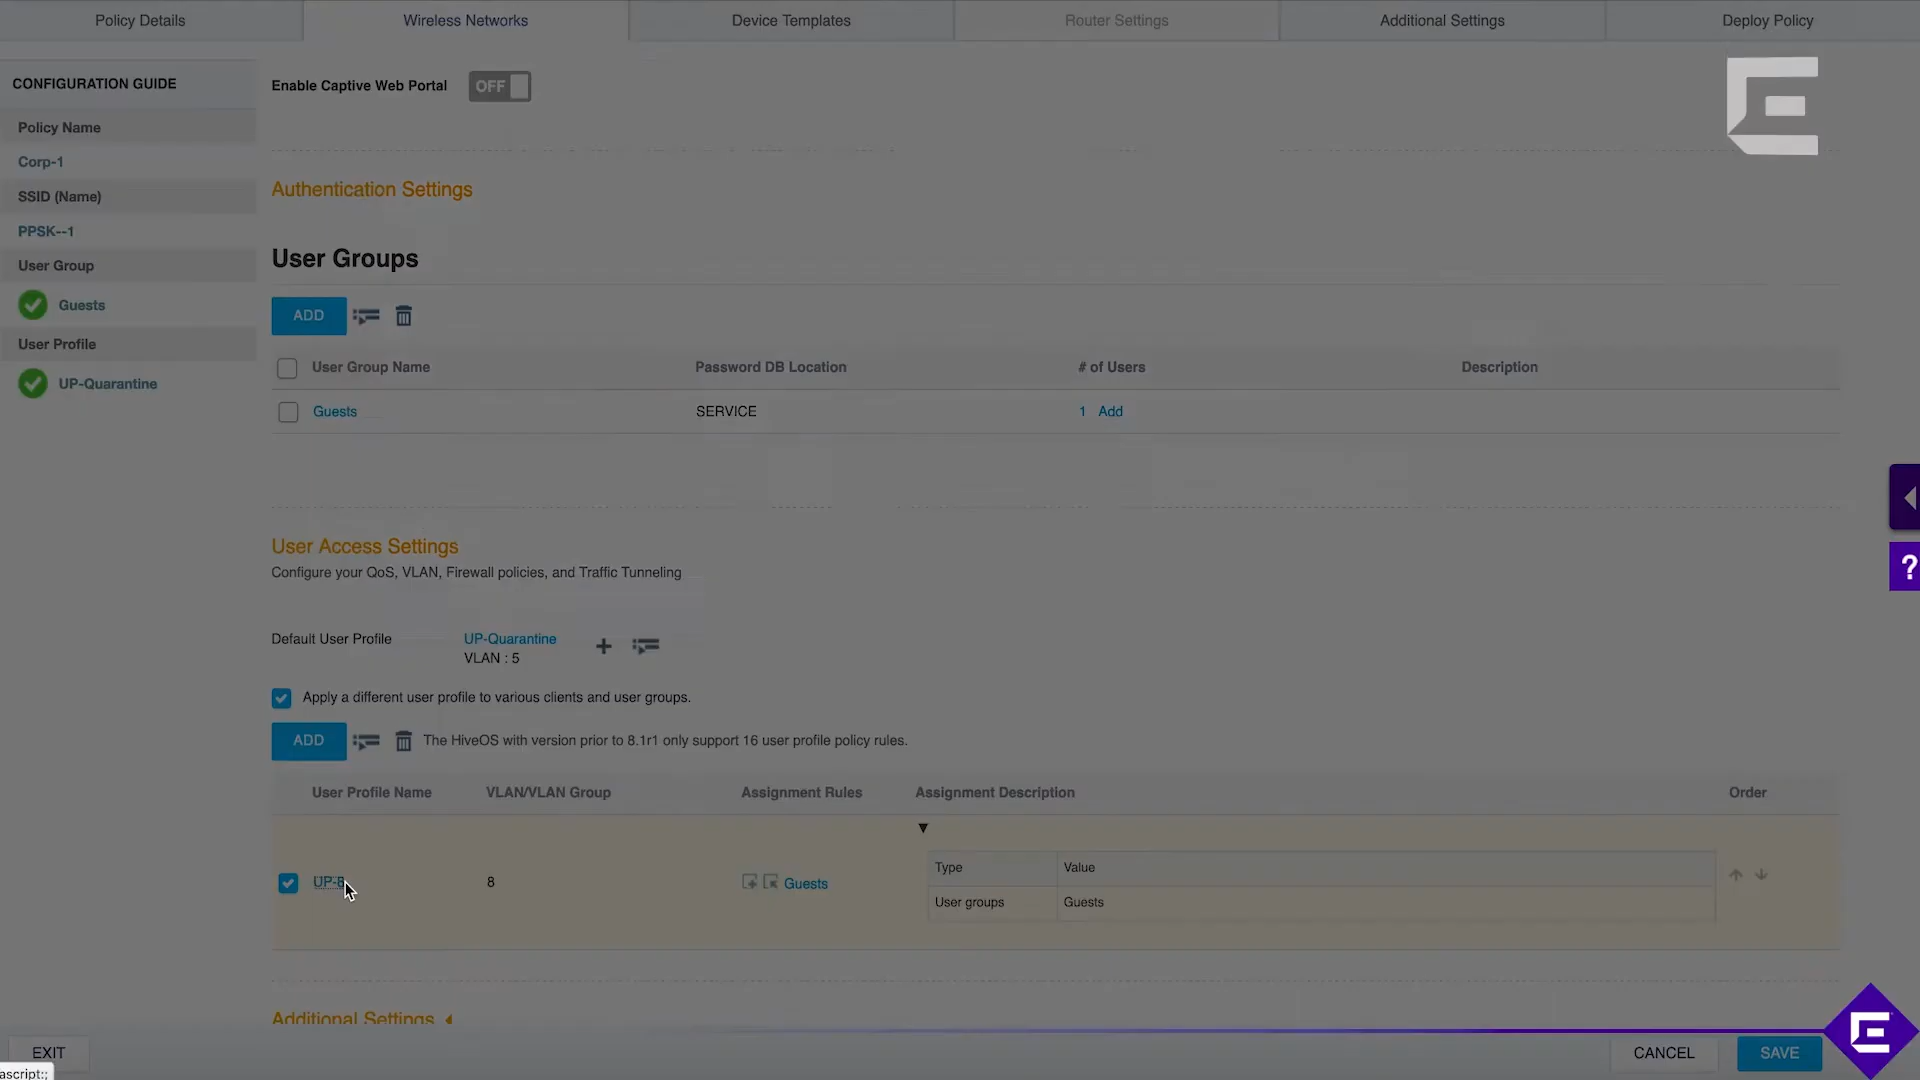 Policy Details
Wireless Networks
Device Templates
Router Settings
Additional Settings
Deploy Policy
CONFIGURATION GUIDE
Policy Name
Corp-1
SSID (Name)
PPSK--1
User Group
Guests
User Profile
UP-Quarantine
Enable Captive Web Portal
OFF
Authentication Settings
User Groups
ADD
User Group Name
Password DB Location
# of Users
Description
Guests
SERVICE
1 Add
User Access Settings
Configure your QoS, VLAN, Firewall policies, and Traffic Tunneling
Default User Profile
UP-Quarantine
VLAN : 5
Apply a different user profile to various clients and user groups.
ADD
The HiveOS with version prior to 8.1r1 only support 16 user profile policy rules.
User Profile Name
VLAN/VLAN Group
Assignment Rules
Assignment Description
Order
UP-8
8
Guests
Type
Value
User groups
Guests
Additional Settings
EXIT
CANCEL
SAVE
ascript:;
?